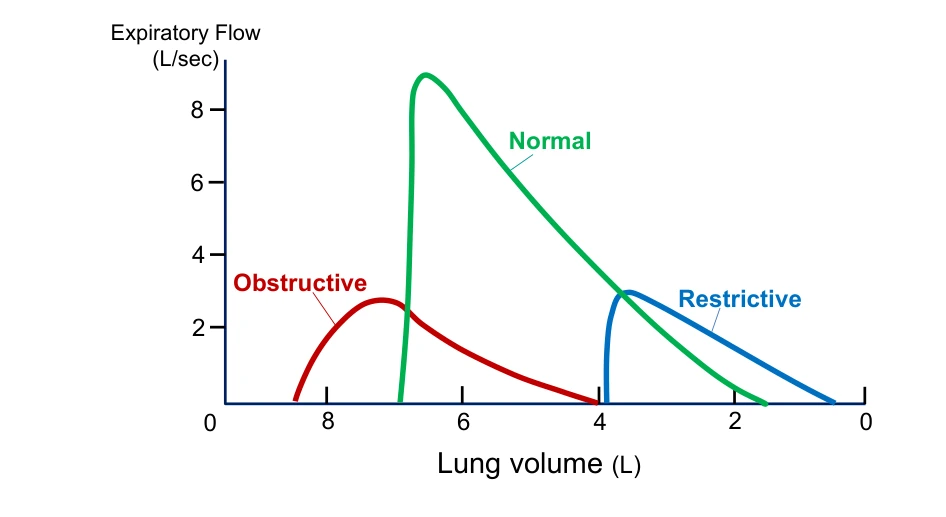 Expiratory Flow
(L/sec)
8
Normal
6
4
Obstructive
Restrictive
2
0 8 6 4 2 0
Lung volume (L)